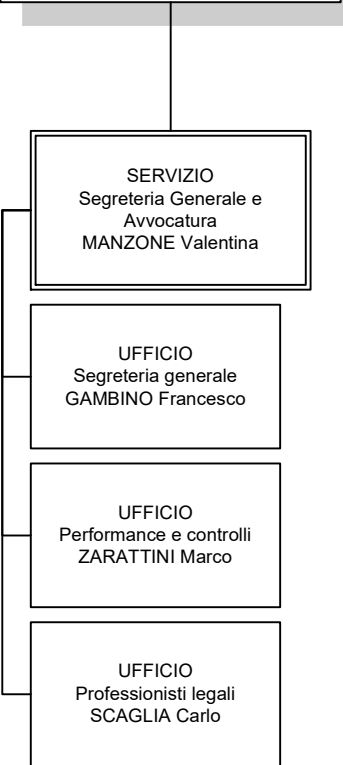 SERVIZIO
Segreteria Generale e
Avvocatura
MANZONE Valentina
UFFICIO
Segreteria generale
GAMBINO Francesco
UFFICIO
Performance e controlli
ZARATTINI Marco
UFFICIO
Professionisti legali
SCAGLIA Carlo